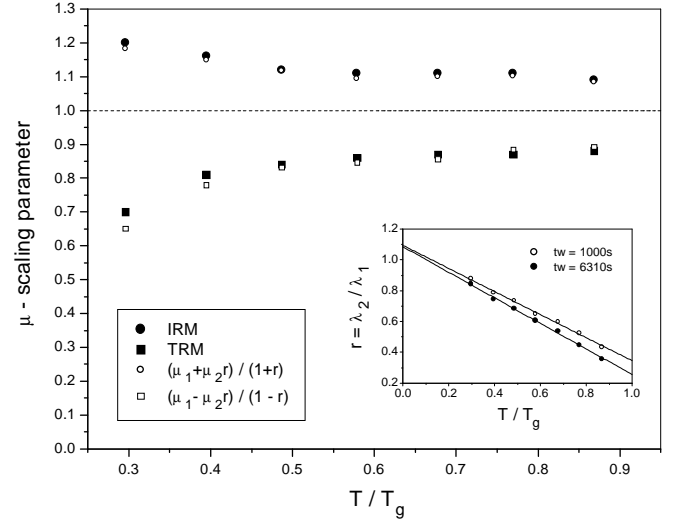 1.3
1.2
1.1
1.0
0.9
0.8
0.7
0.6
0.5
0.4
0.3
0.2
0.1
0.0
μ - scaling parameter
IRM
TRM
(μ₁+μ₂r) / (1+r)
(μ₁- μ₂r) / (1 - r)
0.3 0.4 0.5 0.6 0.7 0.8 0.9
T / Tg
1.2
1.0
0.8
0.6
0.4
0.2
r = λ₂ / λ₁
tw = 1000s
tw = 6310s
0.0 0.2 0.4 0.6 0.8 1.0
T / Tg